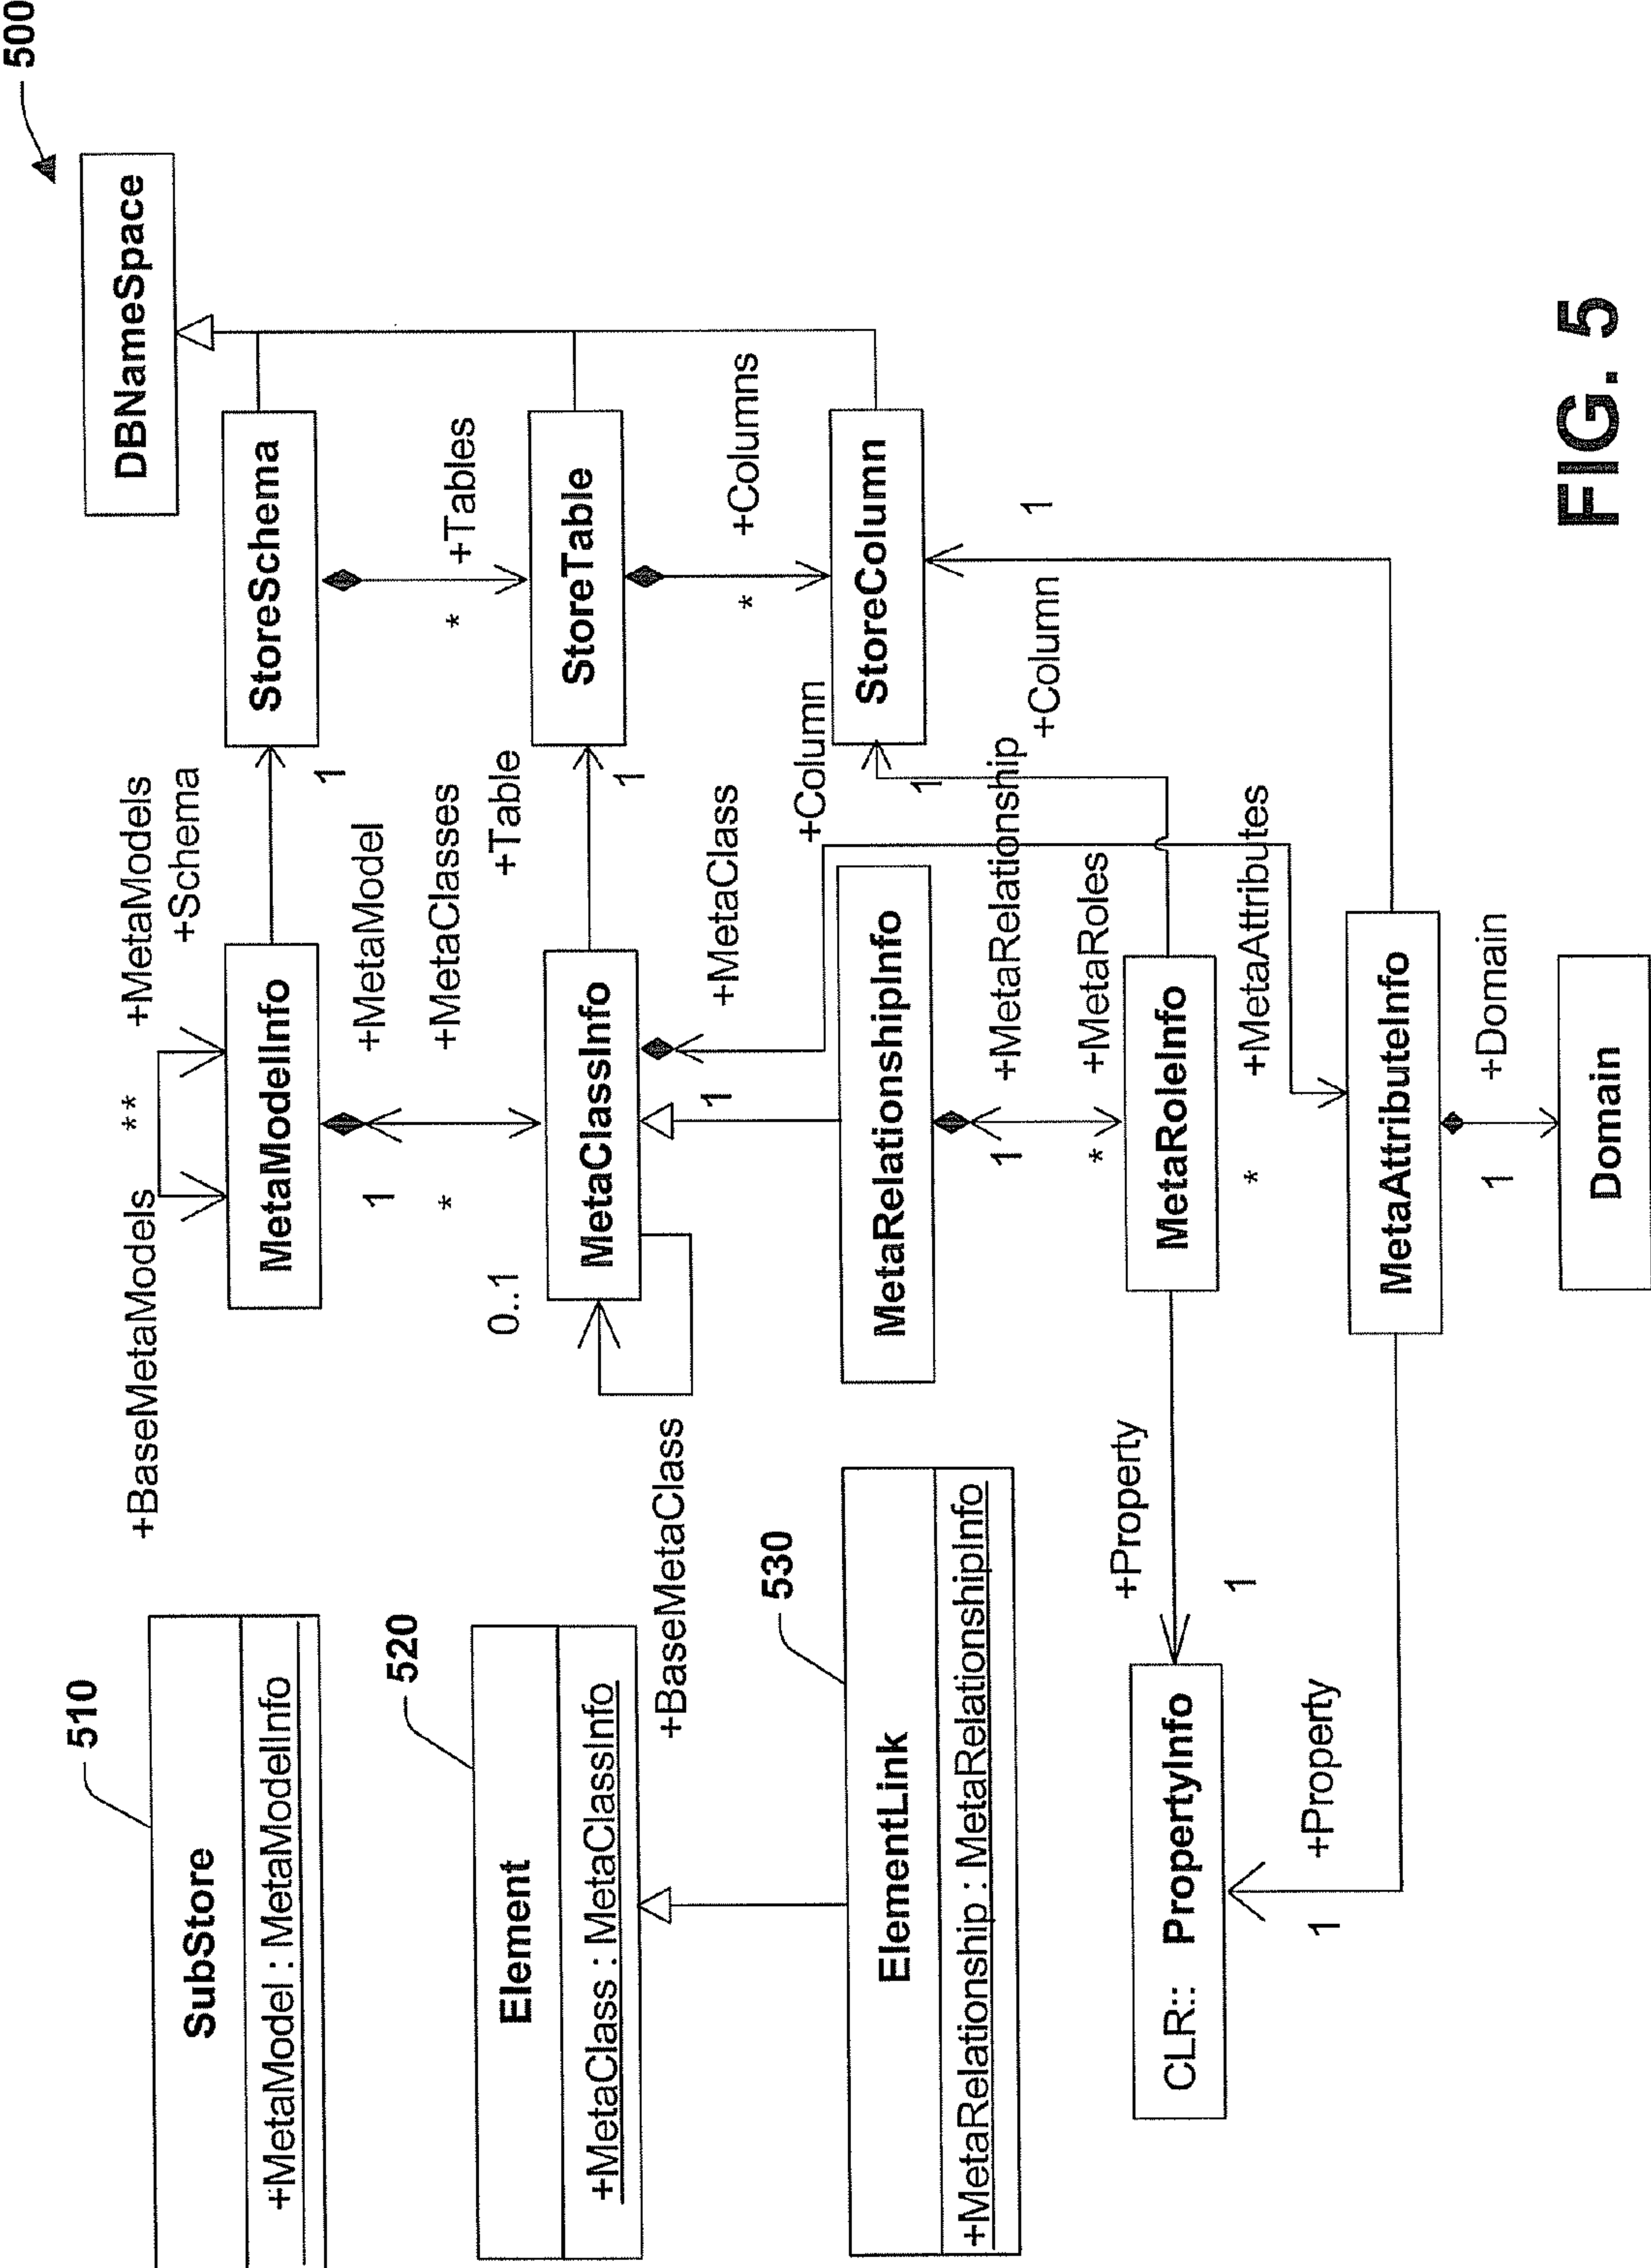 500
DBNameSpace
510
SubStore
+MetaModel : MetaModelInfo
+BaseMetaModels
* *
+MetaModels
+Schema
MetaModelInfo
1
StoreSchema
1
+MetaModel
*
+MetaClasses
*
+Tables
520
Element
+MetaClass : MetaClassInfo
0..1
+Table
MetaClassInfo
1
StoreTable
+BaseMetaClass
1
+MetaClass
*
+Columns
530
ElementLink
+MetaRelationship : MetaRelationshipInfo
MetaRelationshipInfo
+Column
1
StoreColumn
1
+MetaRelationship
+Column
1
*
+MetaRoles
+Property
1
CLR:: PropertyInfo
MetaRoleInfo
*
+MetaAttributes
1
+Property
MetaAttributeInfo
1
+Domain
Domain
FIG. 5